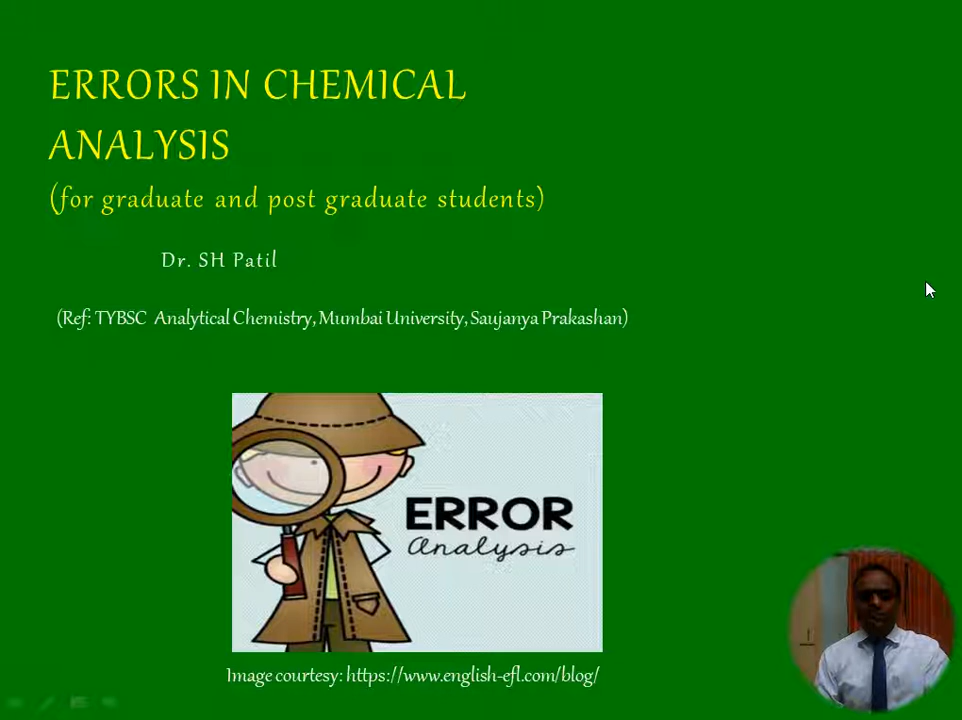 ERRORS IN CHEMICAL
ANALYSIS
(for graduate and post graduate students)
Dr. SH Patil
(Ref: TYBSC Analytical Chemistry, Mumbai University, Saujanya Prakashan)
ERROR
Analysis
Image courtesy: https://www.english-efl.com/blog/